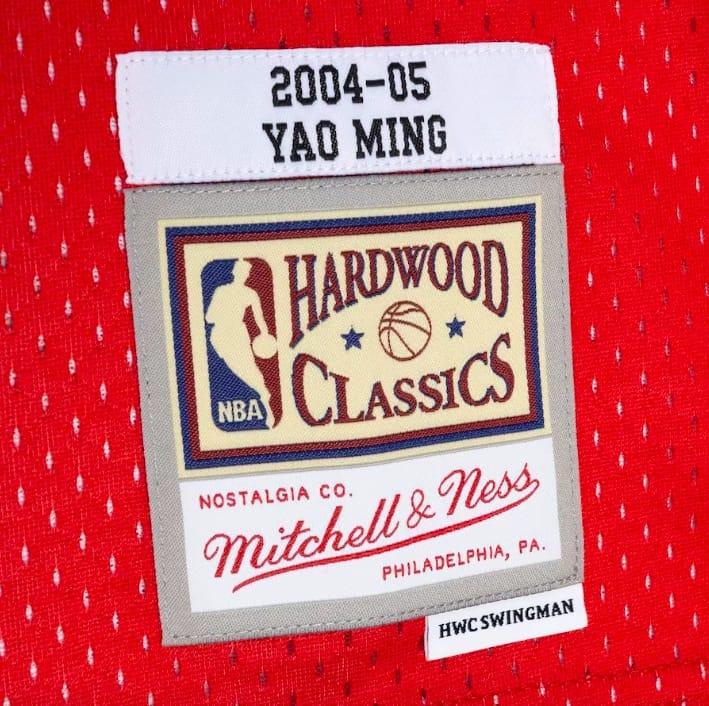 2004-05
YAO MING
HARDWOOD
CLASSICS
NBA
NOSTALGIA CO.
Mitchell & Ness
PHILADELPHIA, PA.
HWC SWINGMAN